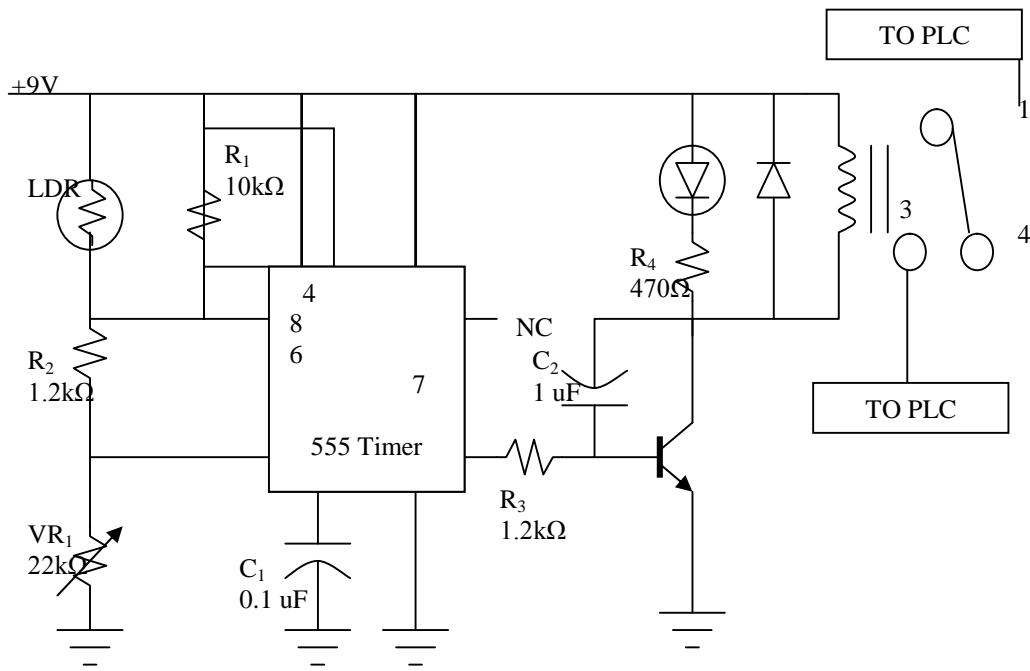 TO PLC
+9V
1
R₁
10kΩ
LDR
3
4
R₄
470Ω
4
8
NC
6
R₂
1.2kΩ
C₂
1 uF
7
TO PLC
555 Timer
R₃
1.2kΩ
VR₁
22kΩ
C₁
0.1 uF